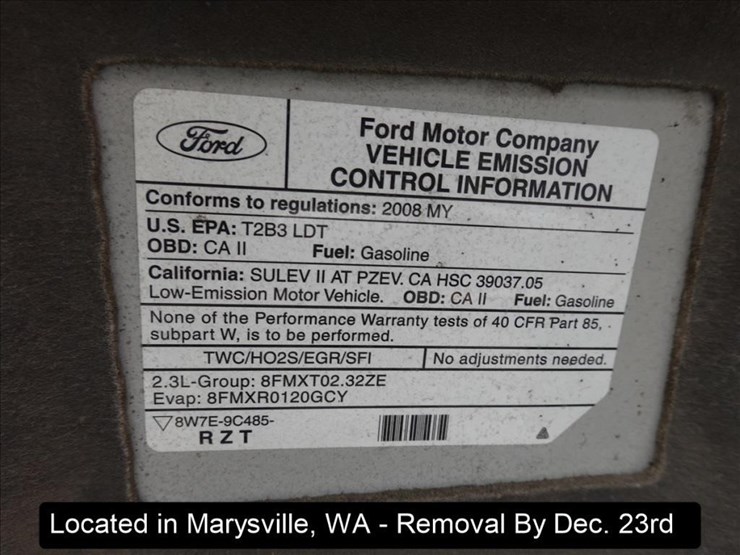 Ford
Ford Motor Company
VEHICLE EMISSION
CONTROL INFORMATION
Conforms to regulations: 2008 MY
U.S. EPA: T2B3 LDT
OBD: CA II Fuel: Gasoline
California: SULEV II AT PZEV. CA HSC 39037.05
Low-Emission Motor Vehicle. OBD: CA II Fuel: Gasoline
None of the Performance Warranty tests of 40 CFR Part 85,
subpart W, is to be performed.
TWC/HO2S/EGR/SFI No adjustments needed.
2.3L-Group: 8FMXT02.32ZE
Evap: 8FMXR0120GCY
8W7E-9C485-
RZT
Located in Marysville, WA - Removal By Dec. 23rd